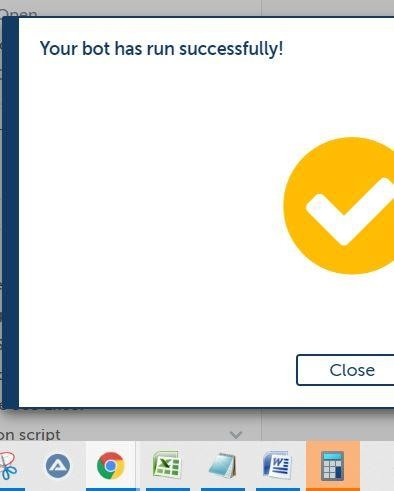 Open
Your bot has run successfully!
Close
on script